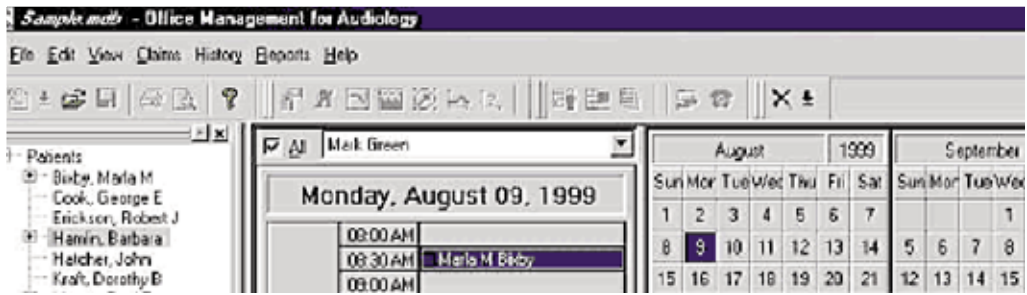 Sample.mdb - Office Management for Audiology
File Edit View Claims History Reports Help
Patients
Bixby, Marla M
Cook, George E
Erickson, Robert J
Hamlin, Barbara
Hatcher, John
Kraft, Dorothy B
All Mark Green
Monday, August 09, 1999
08:00 AM
08:30 AM Marla M Bixby
09:00 AM
August 1999
Sun Mon Tue Wed Thu Fri Sat
1 2 3 4 5 6 7
8 9 10 11 12 13 14
15 16 17 18 19 20 21
September
Sun Mon Tue Wed
1
5 6 7 8
12 13 14 15